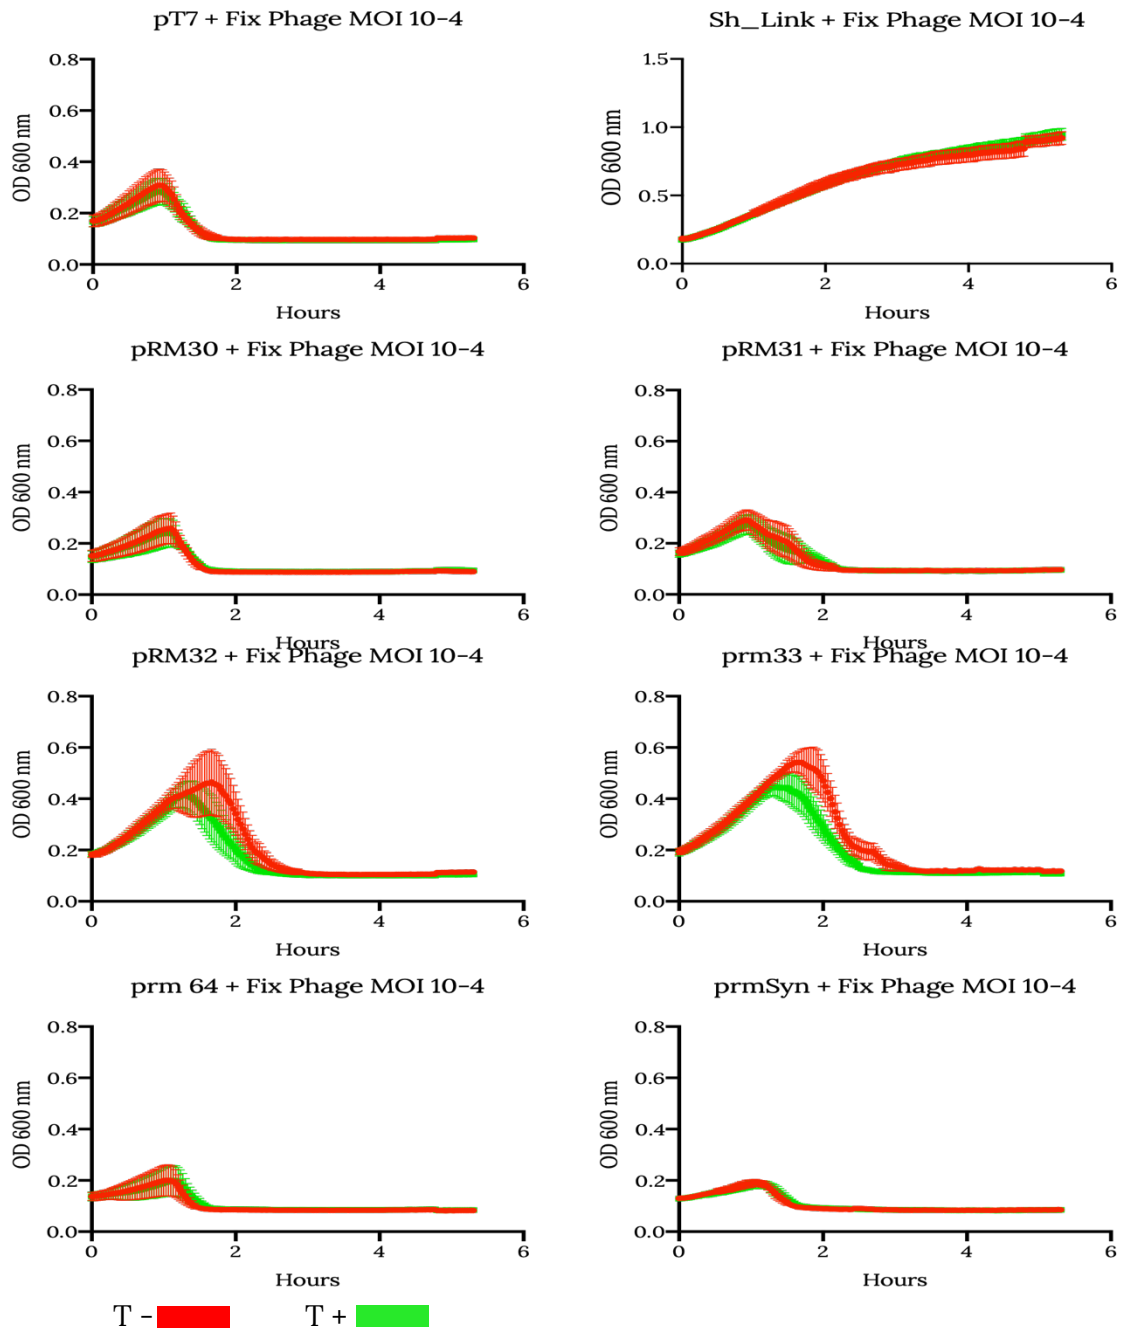 pT7 + Fix Phage MOI 10-4
0.8
0.6
0.4
0.2
0.0
OD 600 nm
0 2 4 6
Hours
Sh_Link + Fix Phage MOI 10-4
1.5
1.0
0.5
0.0
OD 600 nm
0 2 4 6
Hours
pRM30 + Fix Phage MOI 10-4
0.8
0.6
0.4
0.2
0.0
OD 600 nm
0 2 4 6
Hours
pRM31 + Fix Phage MOI 10-4
0.8
0.6
0.4
0.2
0.0
OD 600 nm
0 2 4 6
Hours
pRM32 + Fix Phage MOI 10-4
0.8
0.6
0.4
0.2
0.0
OD 600 nm
0 2 4 6
Hours
prm33 + Fix Phage MOI 10-4
0.8
0.6
0.4
0.2
0.0
OD 600 nm
0 2 4 6
Hours
prm 64 + Fix Phage MOI 10-4
0.8
0.6
0.4
0.2
0.0
OD 600 nm
0 2 4 6
Hours
prmSyn + Fix Phage MOI 10-4
0.8
0.6
0.4
0.2
0.0
OD 600 nm
0 2 4 6
Hours
T - T +